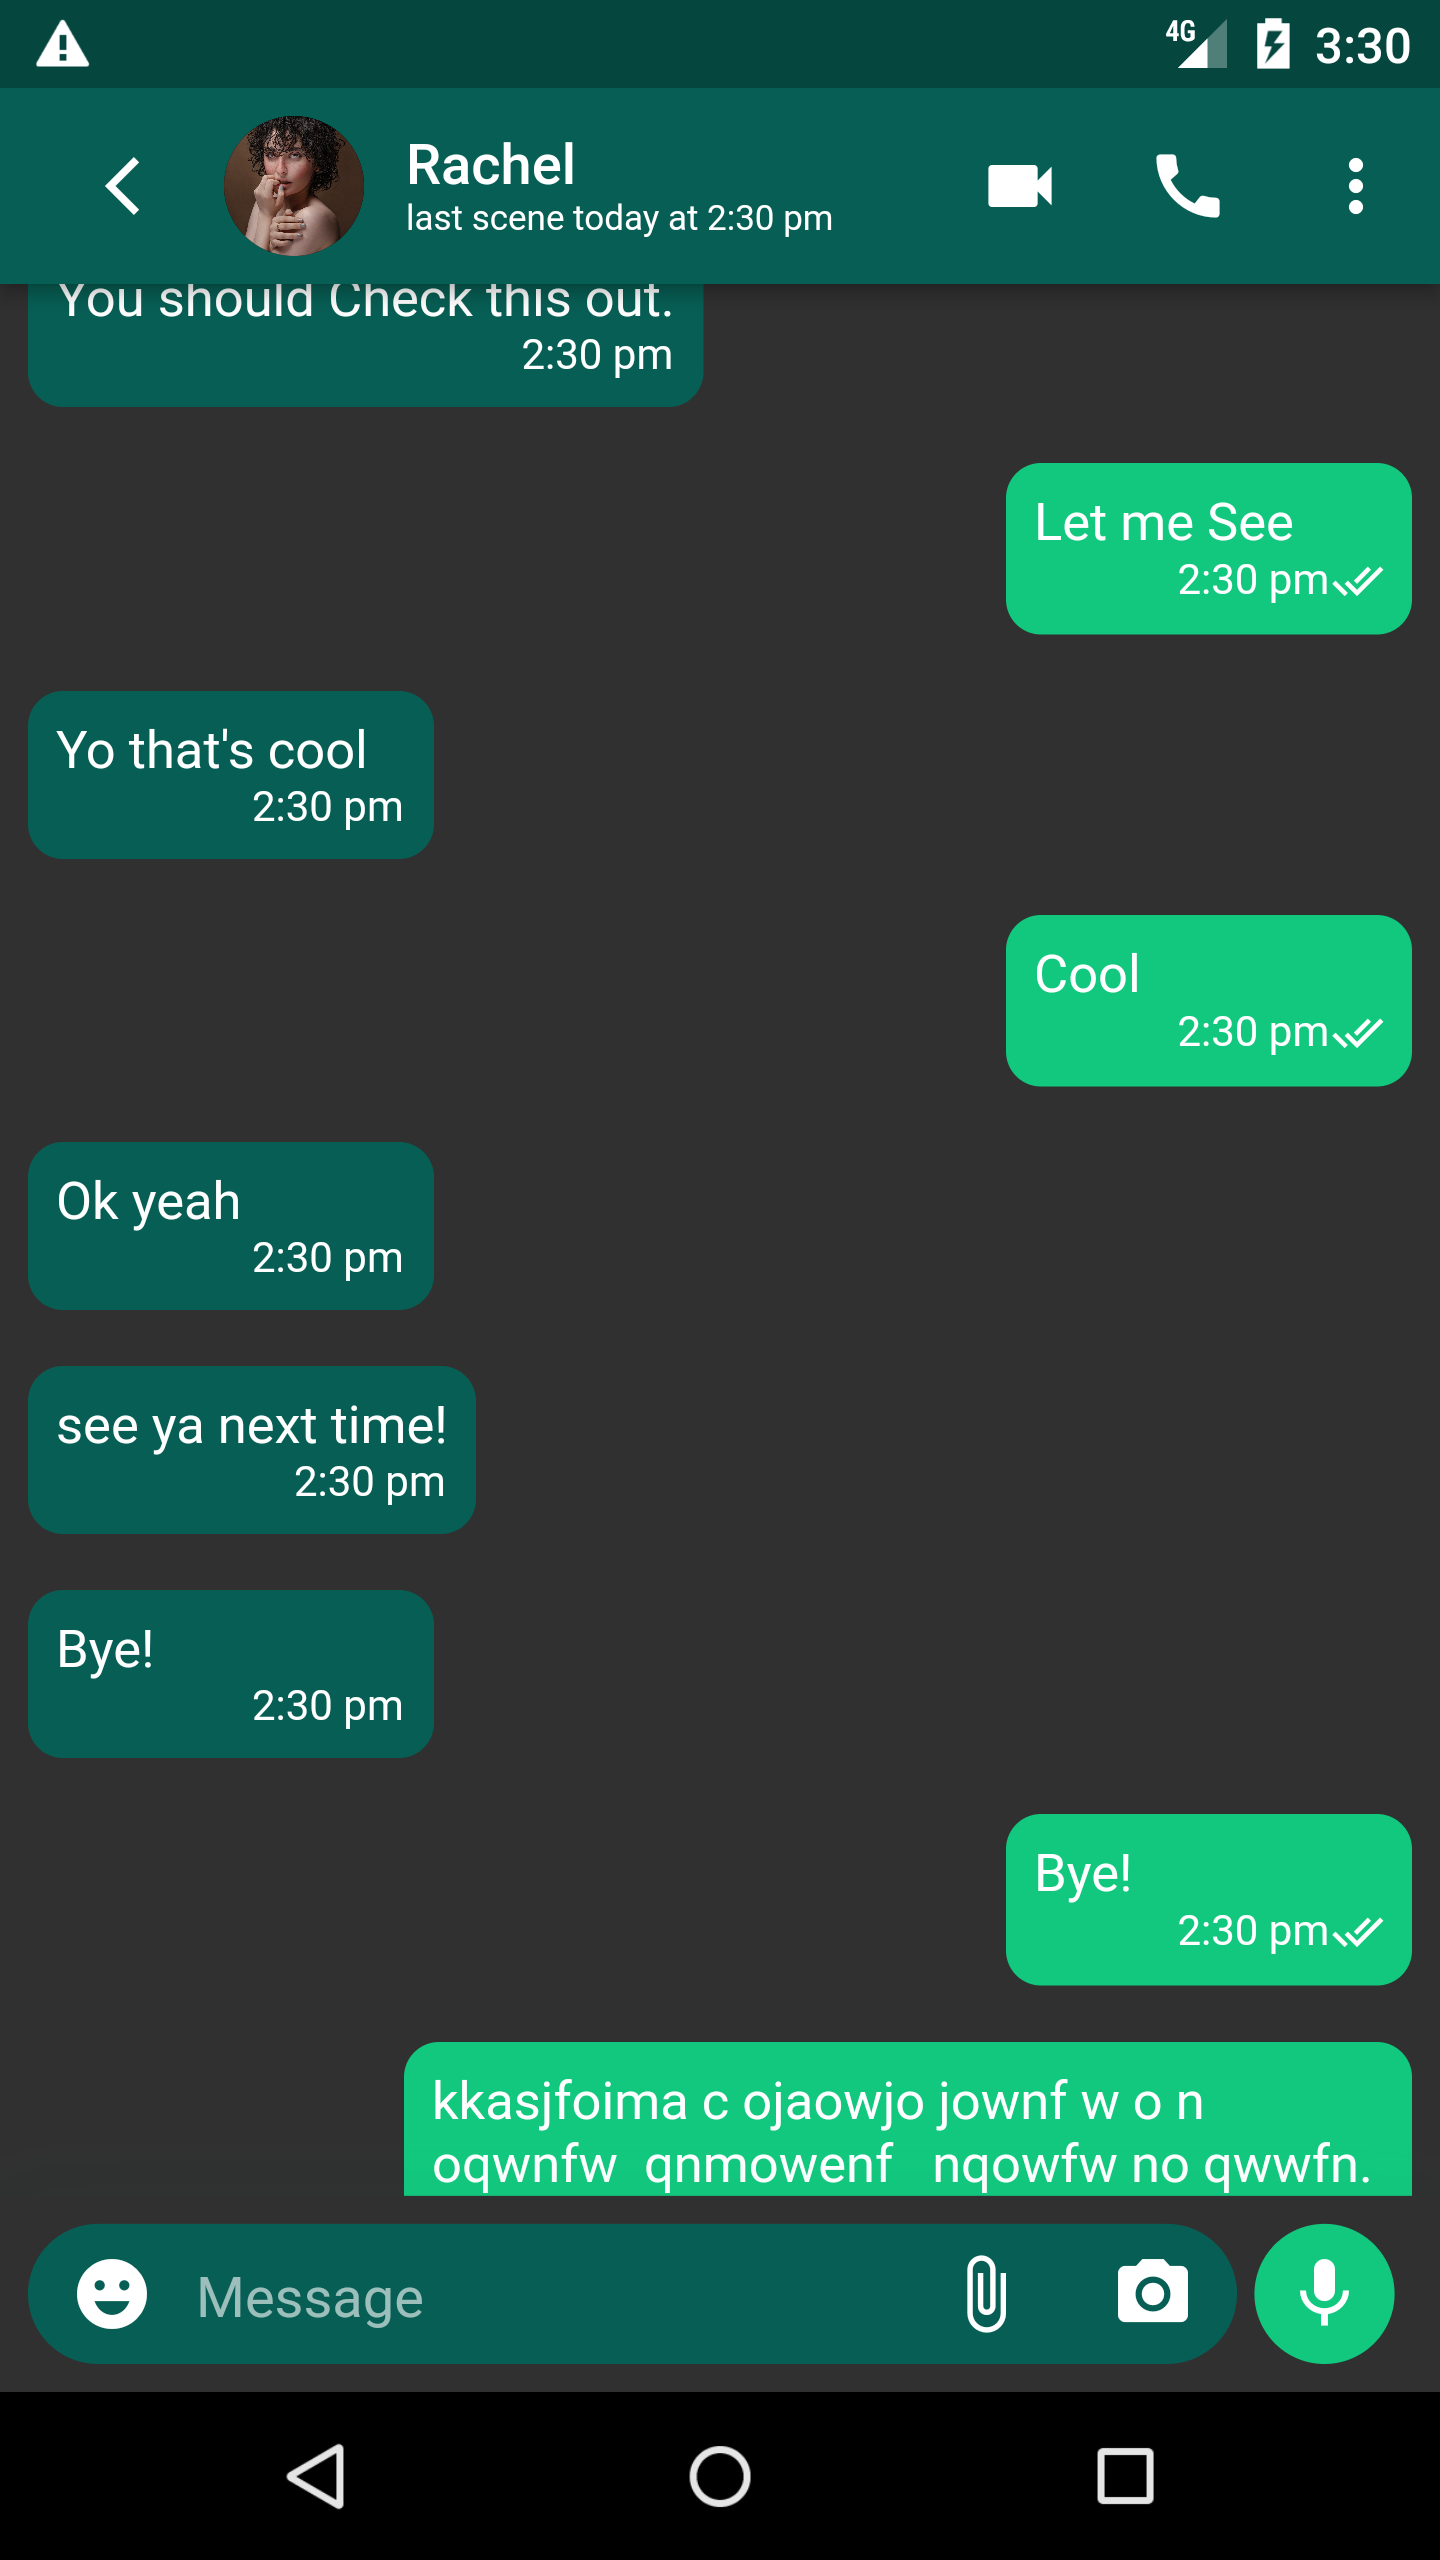 4G 3:30
Rachel
last scene today at 2:30 pm
You should Check this out.
2:30 pm
Let me See
2:30 pm
Yo that's cool
2:30 pm
Cool
2:30 pm
Ok yeah
2:30 pm
see ya next time!
2:30 pm
Bye!
2:30 pm
Bye!
2:30 pm
kkasjfoima c ojaowjo jownf w o n
oqwnfw  qnmowenf   nqowfw no qwwfn.
Message